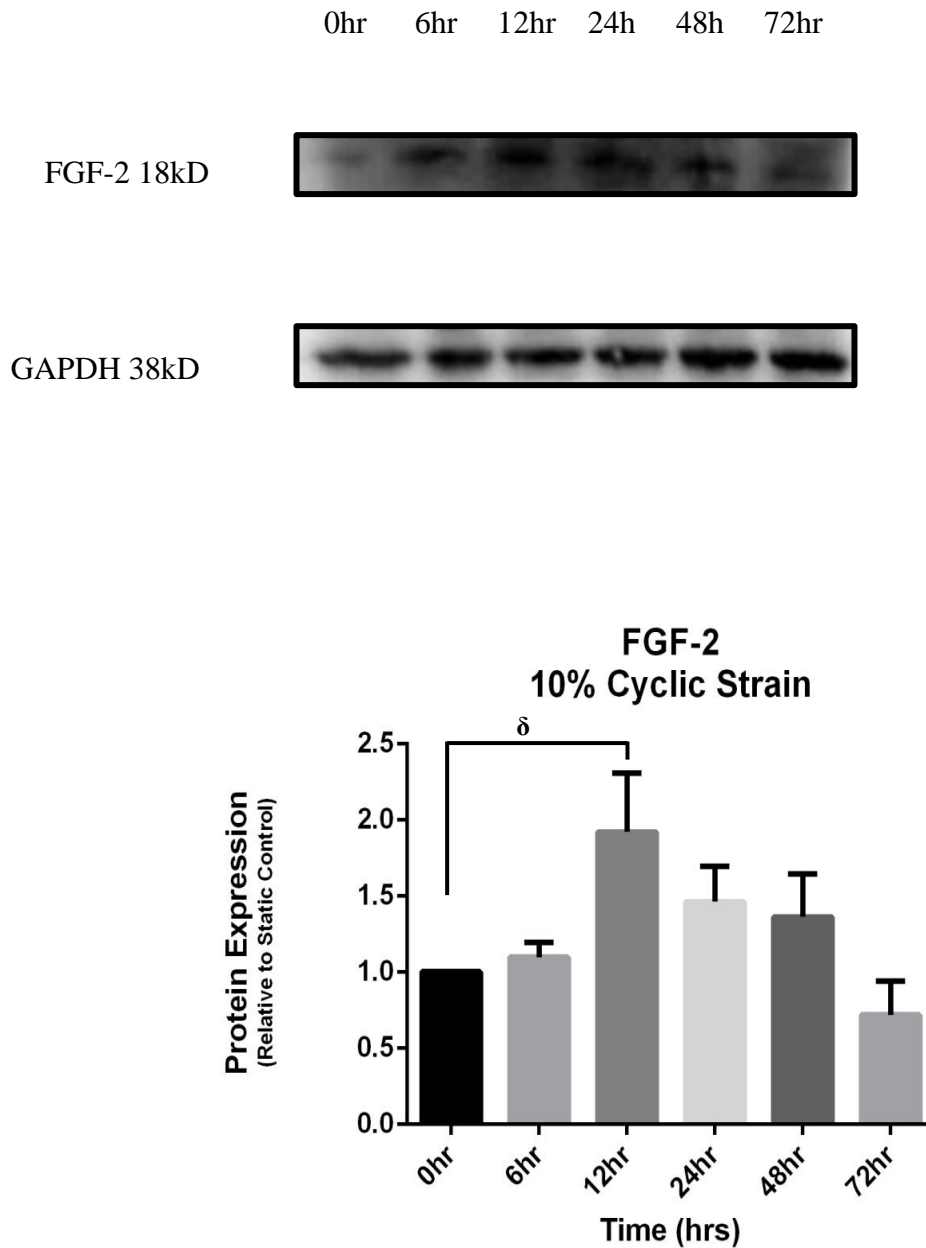 0hr 6hr 12hr 24h 48h 72hr
FGF-2 18kD
GAPDH 38kD
FGF-2
10% Cyclic Strain
δ
Protein Expression
(Relative to Static Control)
2.5
2.0
1.5
1.0
0.5
0.0
0hr 6hr 12hr 24hr 48hr 72hr
Time (hrs)